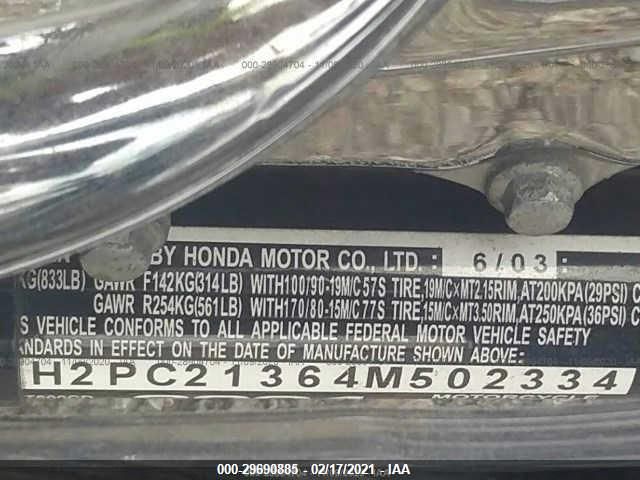 BY HONDA MOTOR CO., LTD. 6/03
KG(833LB) GAWR F142KG(314LB) WITH100/90-19M/C57S TIRE,19M/C×MT2.15RIM,AT200KPA(29PSI) C
GAWR R254KG(561LB) WITH170/80-15M/C77S TIRE,15M/C×MT3.50RIM,AT250KPA(36PSI) C
S VEHICLE CONFORMS TO ALL APPLICABLE FEDERAL MOTOR VEHICLE SAFETY
NDARDS IN EFFECT ON THE DATE OF MANUFACTURE SHOWN ABOVE:
H2PC21364M502334
MOTORCYCLE
000-29690885 - 02/17/2021 - IAA